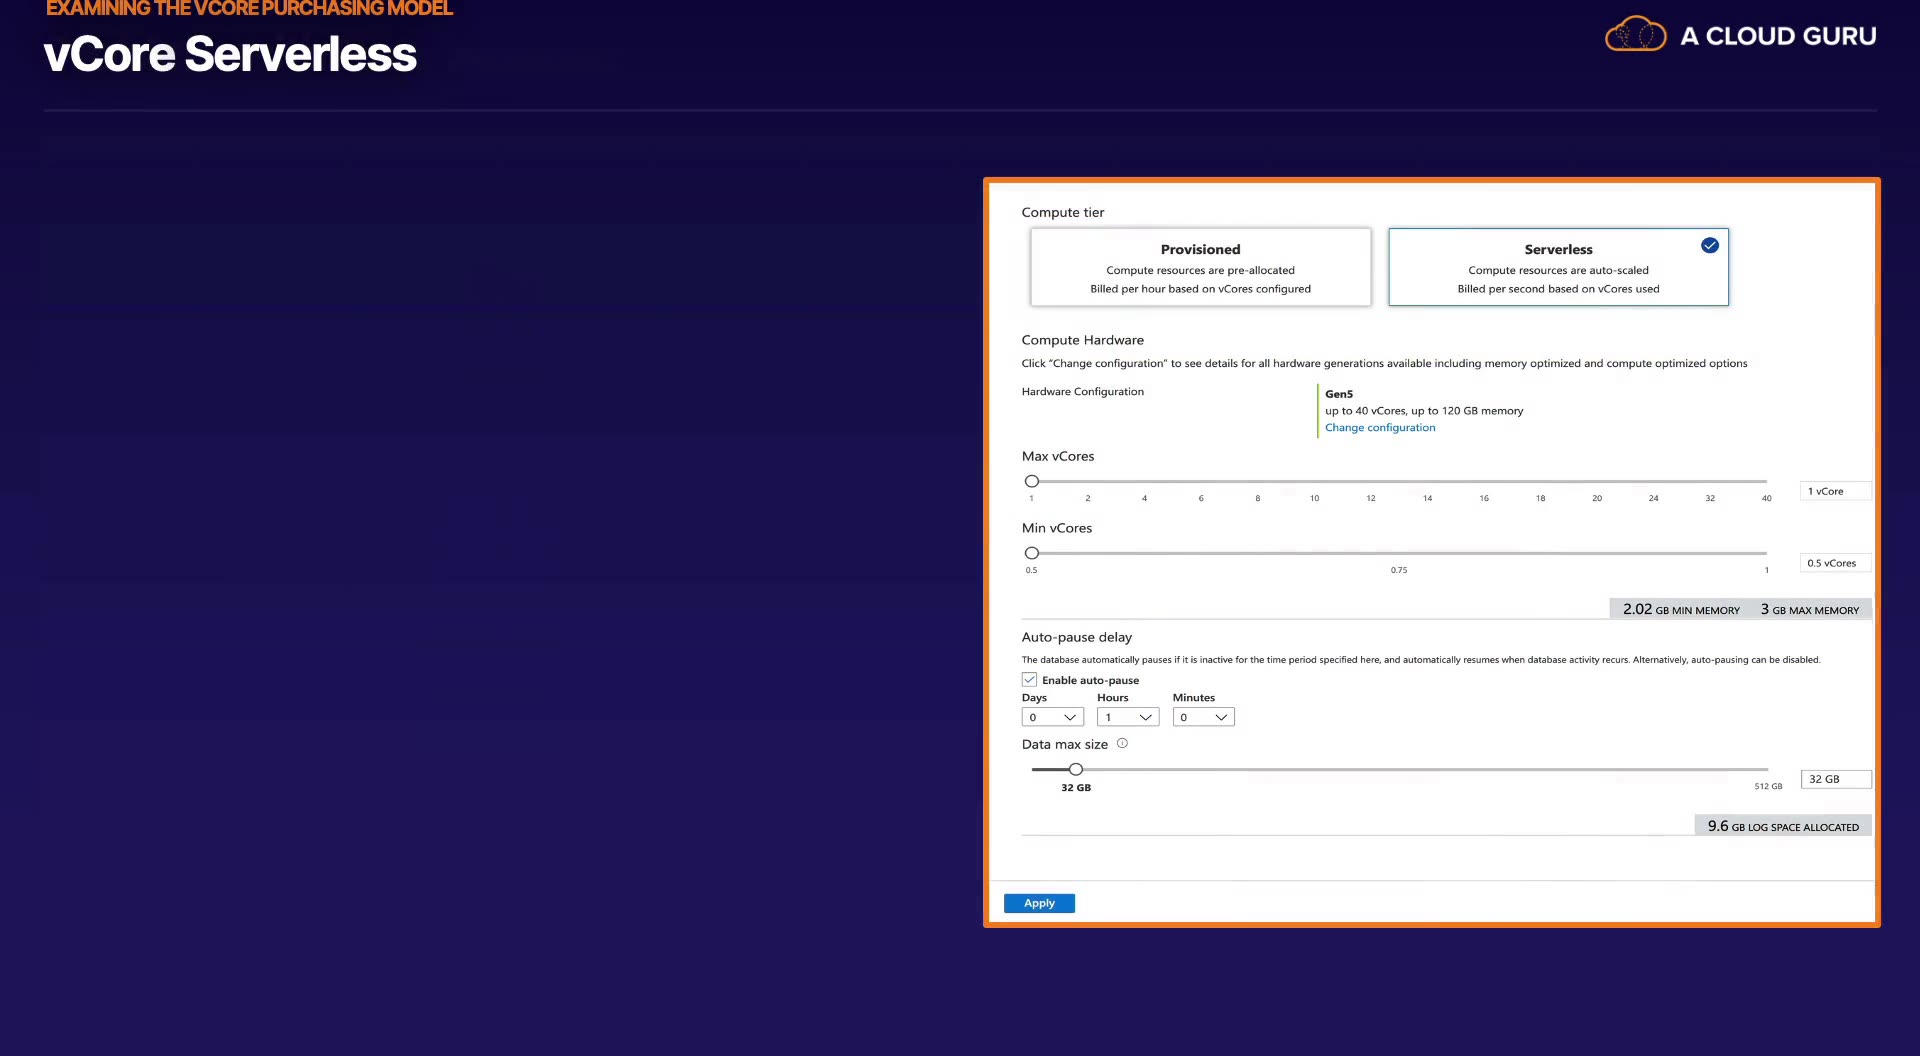 EXAMINING THE VCORE PURCHASING MODEL
vCore Serverless
A CLOUD GURU
Compute tier
Provisioned
Compute resources are pre-allocated
Billed per hour based on vCores configured
Serverless
Compute resources are auto-scaled
Billed per second based on vCores used
Compute Hardware
Click "Change configuration" to see details for all hardware generations available including memory optimized and compute optimized options
Hardware Configuration
Gen5
up to 40 vCores, up to 120 GB memory
Change configuration
Max vCores
1 2 4 6 8 10 12 14 16 18 20 24 32 40
1 vCore
Min vCores
0.5 0.75 1
0.5 vCores
2.02 GB MIN MEMORY 3 GB MAX MEMORY
Auto-pause delay
The database automatically pauses if it is inactive for the time period specified here, and automatically resumes when database activity recurs. Alternatively, auto-pausing can be disabled.
Enable auto-pause
Days Hours Minutes
0 1 0
Data max size
32 GB
512 GB
32 GB
9.6 GB LOG SPACE ALLOCATED
Apply